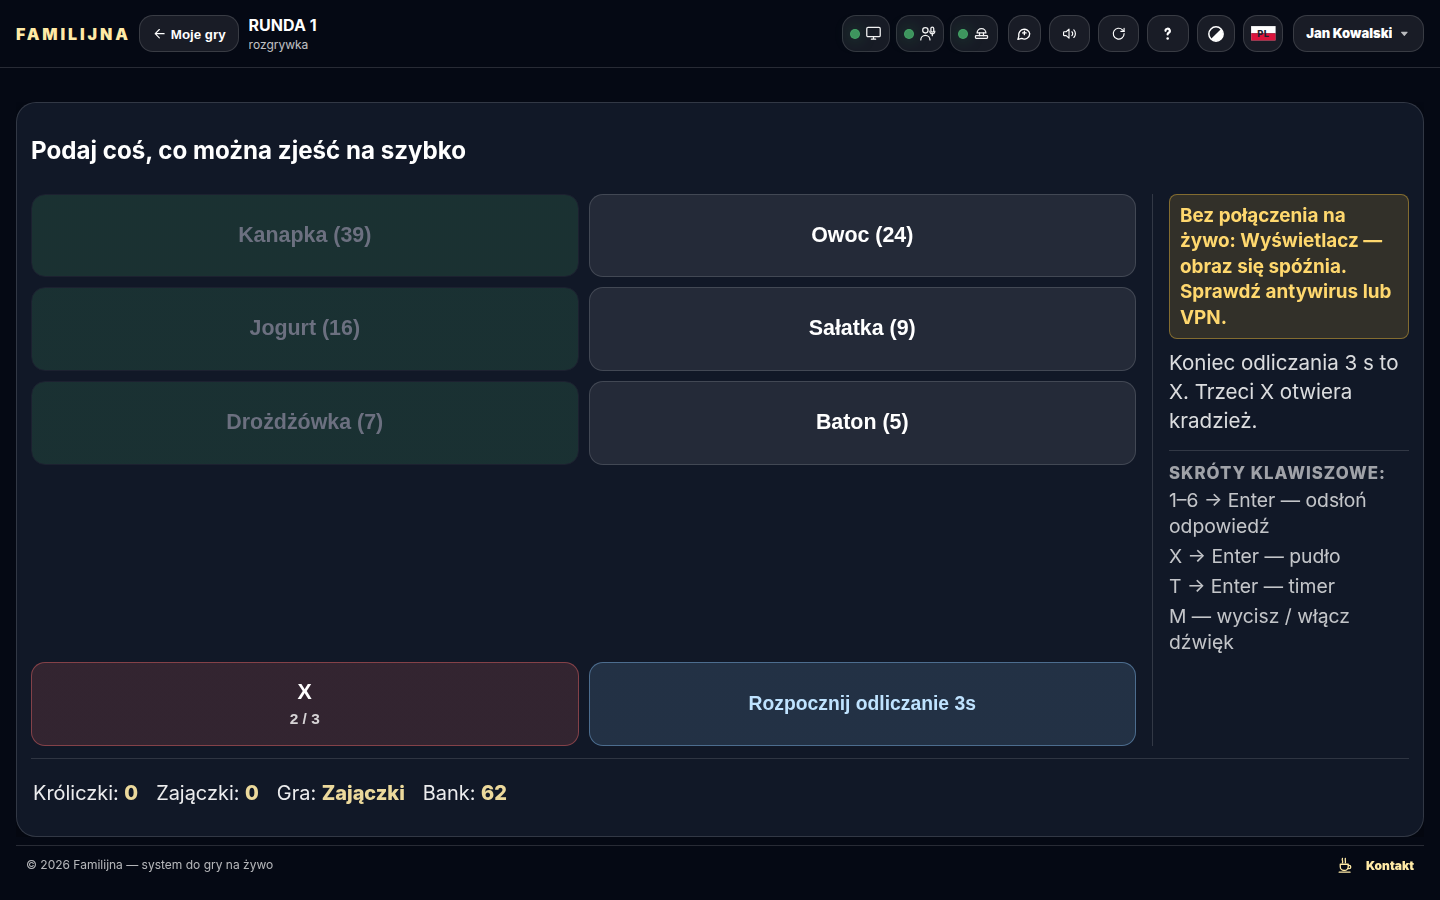 FAMILIJNA
← Moje gry
RUNDA 1
rozgrywka
?
PL
Jan Kowalski
Podaj coś, co można zjeść na szybko
Kanapka (39)
Owoc (24)
Jogurt (16)
Sałatka (9)
Drożdżówka (7)
Baton (5)
X
2 / 3
Rozpocznij odliczanie 3s
Bez połączenia na
żywo: Wyświetlacz —
obraz się spóźnia.
Sprawdź antywirus lub
VPN.
Koniec odliczania 3 s to
X. Trzeci X otwiera
kradzież.
SKRÓTY KLAWISZOWE:
1–6 → Enter — odsłoń
odpowiedź
X → Enter — pudło
T → Enter — timer
M — wycisz / włącz
dźwięk
Króliczki: 0 Zajączki: 0 Gra: Zajączki Bank: 62
© 2026 Familijna — system do gry na żywo
Kontakt